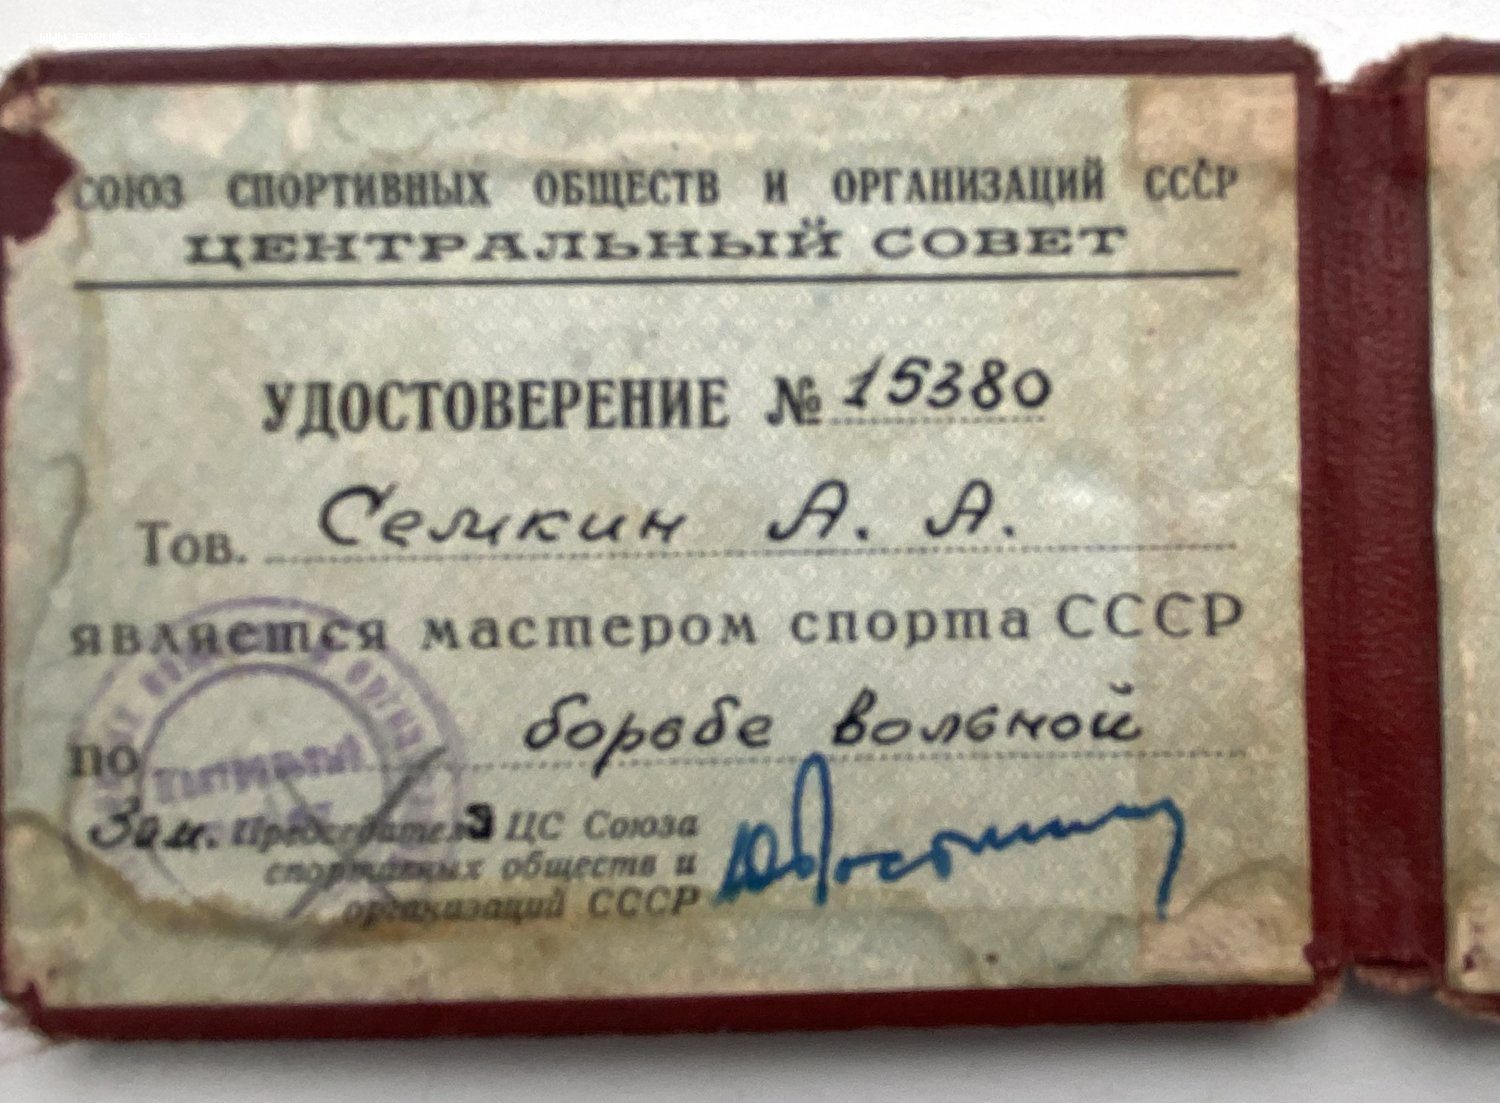 СОЮЗ СПОРТИВНЫХ ОБЩЕСТВ И ОРГАНИЗАЦИЙ СССР
ЦЕНТРАЛЬНЫЙ СОВЕТ
УДОСТОВЕРЕНИЕ № 15380
Тов. Семкин А. А.
является мастером спорта СССР
по борьбе вольной
Зам. Председателя ЦС Союза
спортивных обществ и
организаций СССР